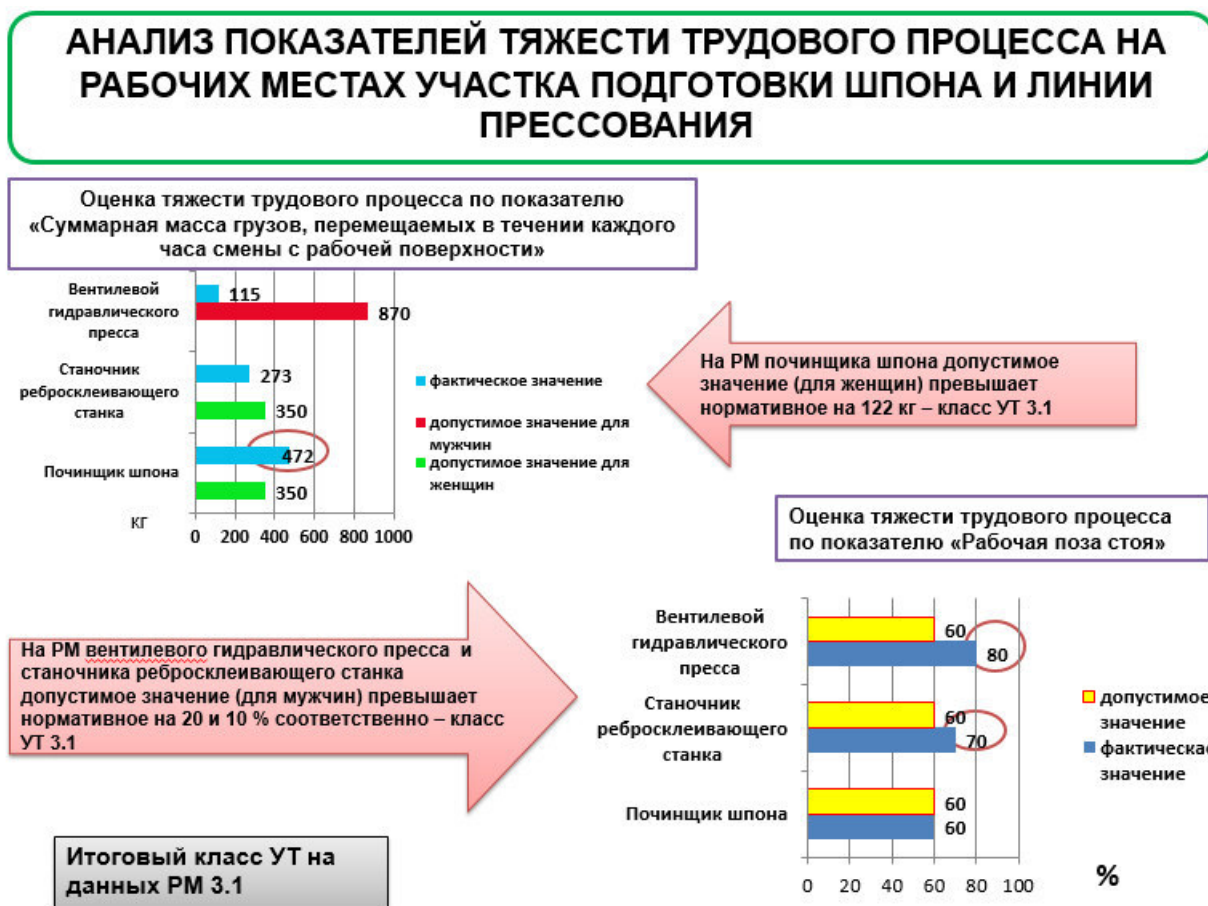 АНАЛИЗ ПОКАЗАТЕЛЕЙ ТЯЖЕСТИ ТРУДОВОГО ПРОЦЕССА НА
РАБОЧИХ МЕСТАХ УЧАСТКА ПОДГОТОВКИ ШПОНА И ЛИНИИ
ПРЕССОВАНИЯ
Оценка тяжести трудового процесса по показателю
«Суммарная масса грузов, перемещаемых в течении каждого
часа смены с рабочей поверхности»
Вентилевой
гидравлического
пресса
115
870
Станочник
ребросклеивающего
станка
273
350
Починщик шпона
472
350
кг
0 200 400 600 800 1000
фактическое значение
допустимое значение для
мужчин
допустимое значение для
женщин
На РМ починщика шпона допустимое
значение (для женщин) превышает
нормативное на 122 кг – класс УТ 3.1
Оценка тяжести трудового процесса
по показателю «Рабочая поза стоя»
На РМ вентилевого гидравлического пресса и
станочника ребросклеивающего станка
допустимое значение (для мужчин) превышает
нормативное на 20 и 10 % соответственно – класс
УТ 3.1
Вентилевой
гидравлического
пресса
60
80
Станочник
ребросклеивающего
станка
60
70
Починщик шпона
60
60
0 20 40 60 80 100
%
допустимое
значение
фактическое
значение
Итоговый класс УТ на
данных РМ 3.1